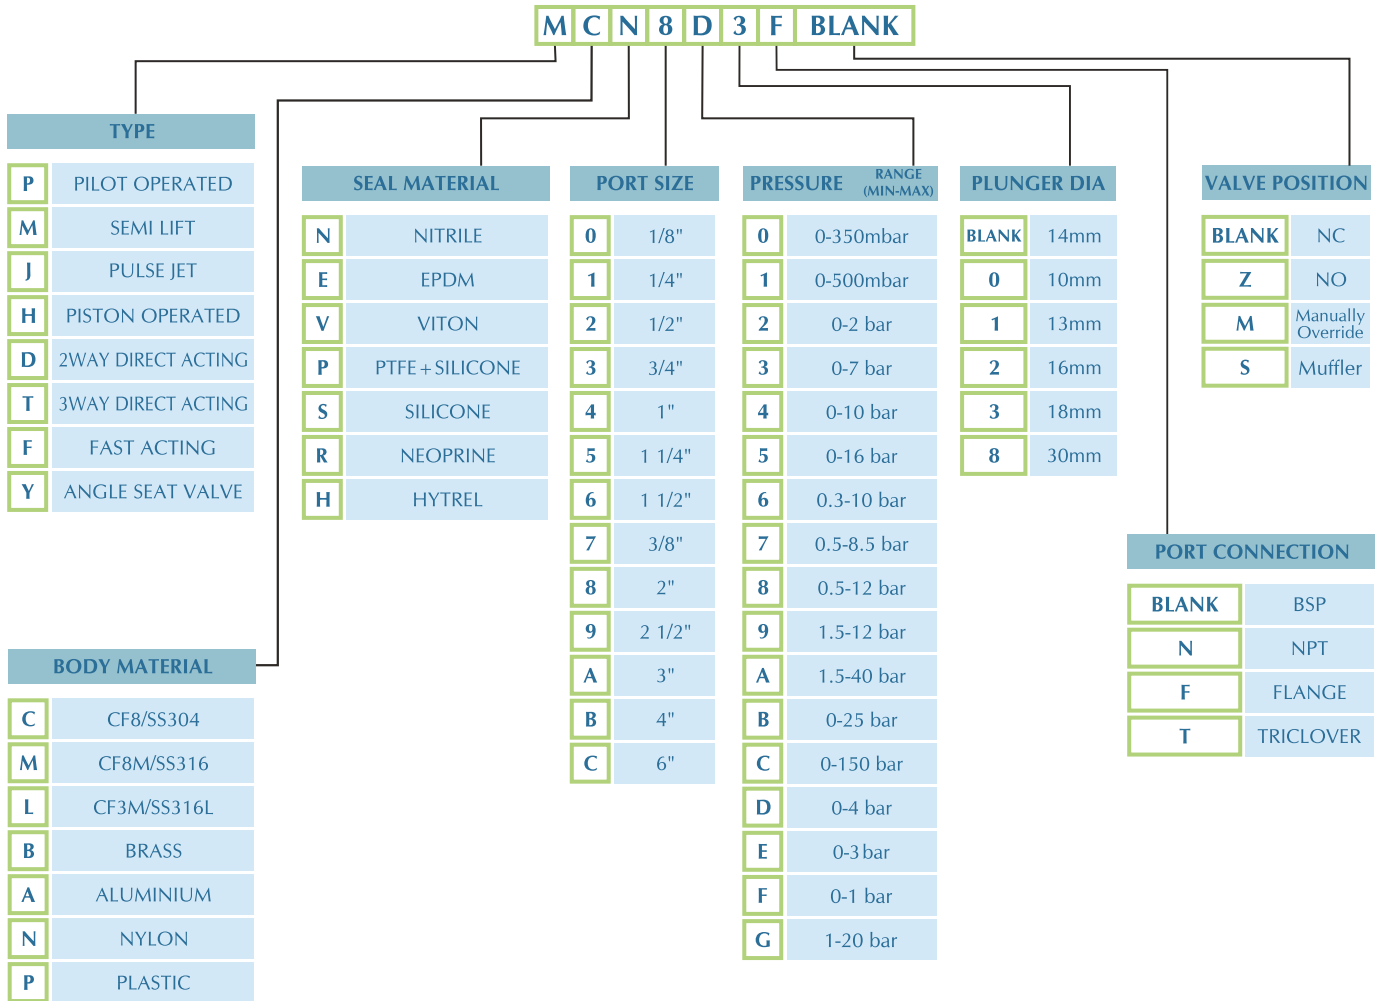 M C N 8 D 3 F BLANK
TYPE
P PILOT OPERATED
M SEMI LIFT
J PULSE JET
H PISTON OPERATED
D 2WAY DIRECT ACTING
T 3WAY DIRECT ACTING
F FAST ACTING
Y ANGLE SEAT VALVE
BODY MATERIAL
C CF8/SS304
M CF8M/SS316
L CF3M/SS316L
B BRASS
A ALUMINIUM
N NYLON
P PLASTIC
SEAL MATERIAL
N NITRILE
E EPDM
V VITON
P PTFE+SILICONE
S SILICONE
R NEOPRINE
H HYTREL
PORT SIZE
0 1/8"
1 1/4"
2 1/2"
3 3/4"
4 1"
5 1 1/4"
6 1 1/2"
7 3/8"
8 2"
9 2 1/2"
A 3"
B 4"
C 6"
PRESSURE RANGE
(MIN-MAX)
0 0-350mbar
1 0-500mbar
2 0-2 bar
3 0-7 bar
4 0-10 bar
5 0-16 bar
6 0.3-10 bar
7 0.5-8.5 bar
8 0.5-12 bar
9 1.5-12 bar
A 1.5-40 bar
B 0-25 bar
C 0-150 bar
D 0-4 bar
E 0-3 bar
F 0-1 bar
G 1-20 bar
PLUNGER DIA
BLANK 14mm
0 10mm
1 13mm
2 16mm
3 18mm
8 30mm
VALVE POSITION
BLANK NC
Z NO
M Manually
Override
S Muffler
PORT CONNECTION
BLANK BSP
N NPT
F FLANGE
T TRICLOVER